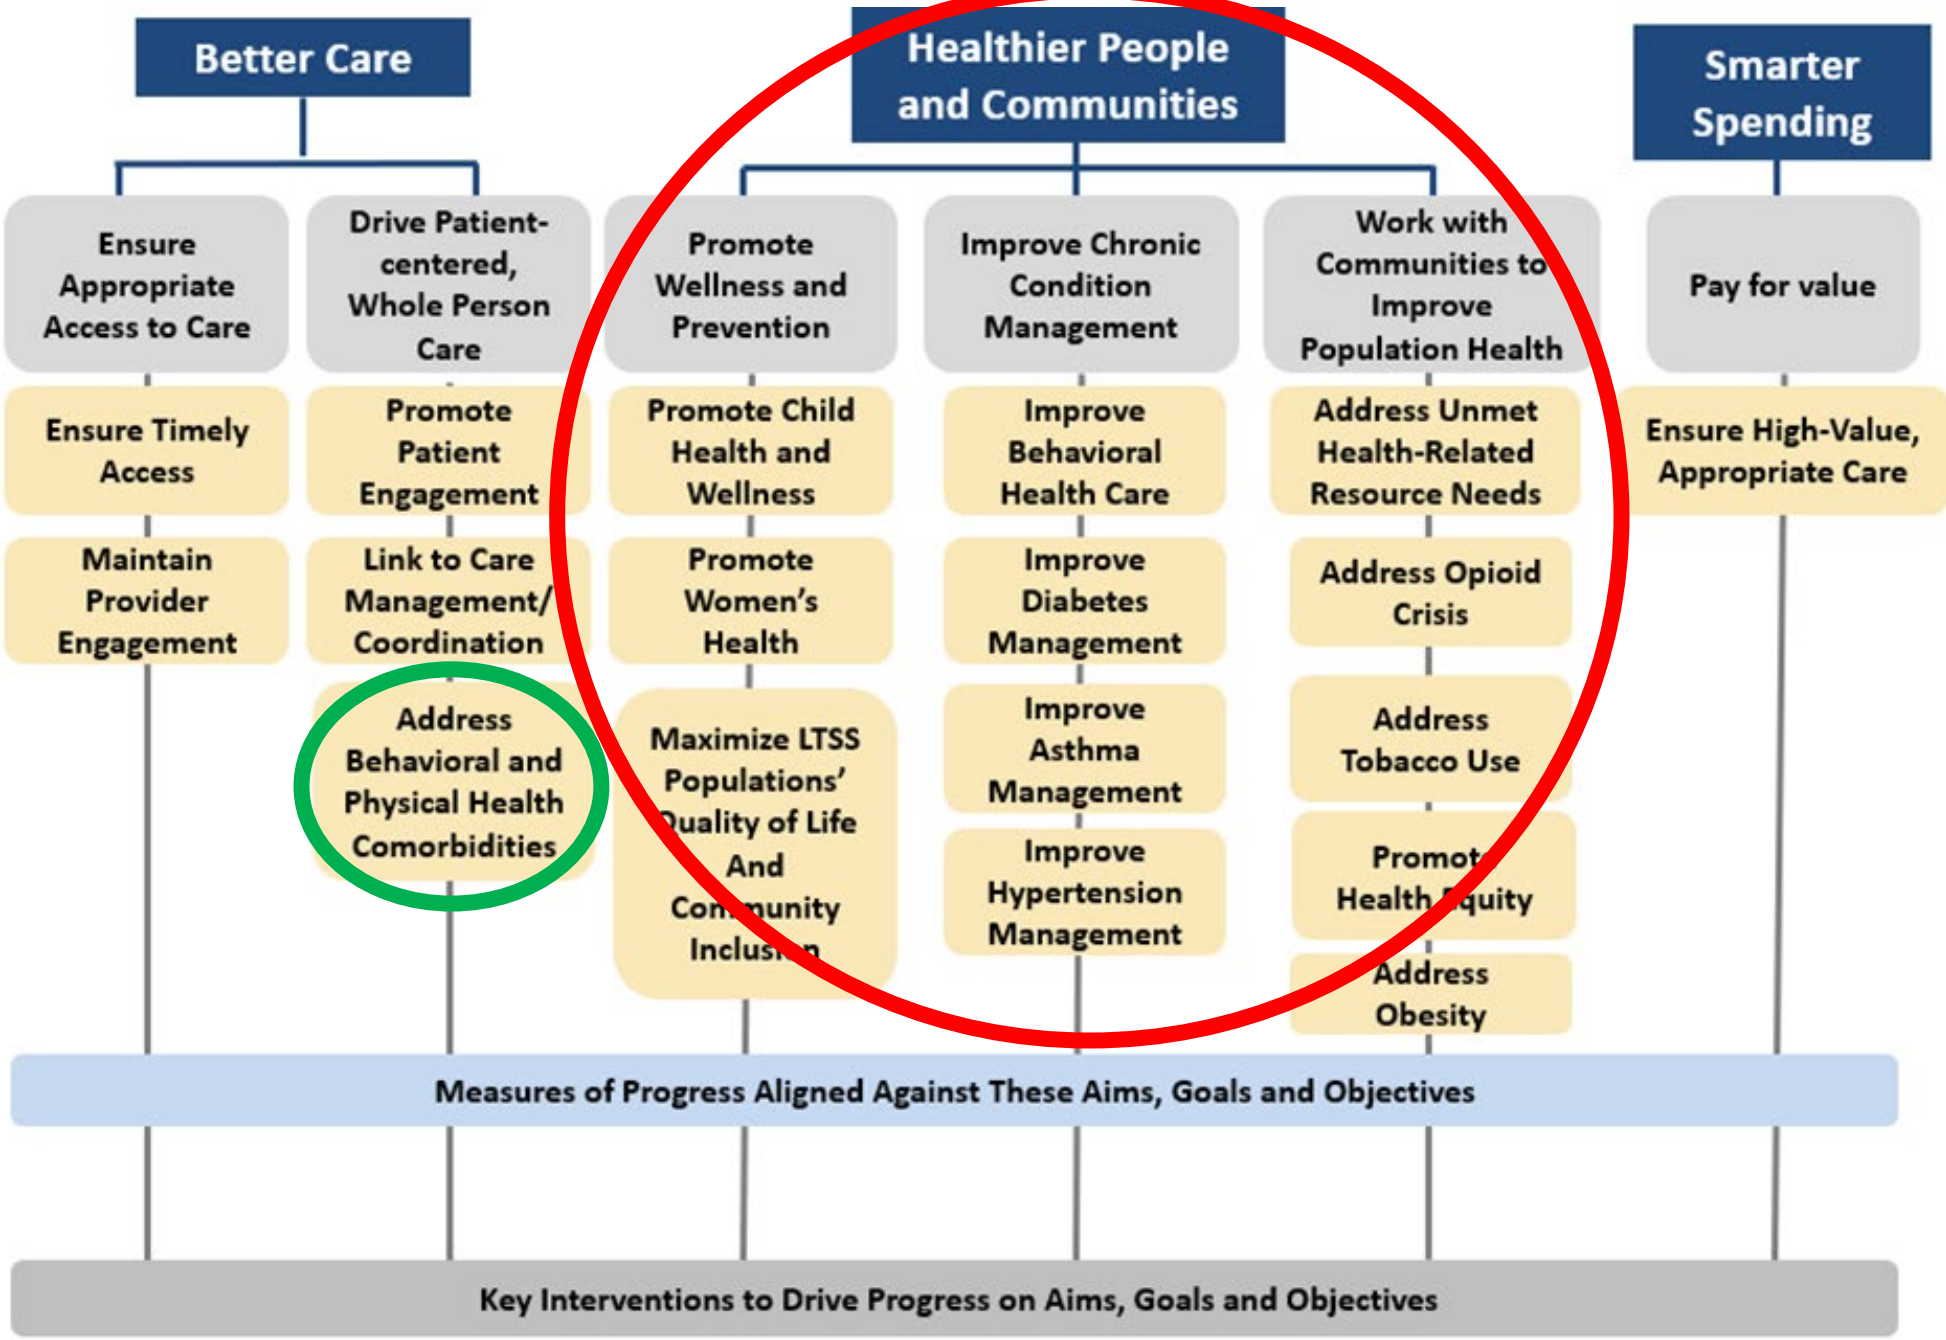 Better Care
Healthier People
and Communities
Smarter
Spending
Ensure
Appropriate
Access to Care
Drive Patient-
centered,
Whole Person
Care
Promote
Wellness and
Prevention
Improve Chronic
Condition
Management
Work with
Communities to
Improve
Population Health
Pay for value
Ensure Timely
Access
Maintain
Provider
Engagement
Promote
Patient
Engagement
Link to Care
Management/
Coordination
Address
Behavioral and
Physical Health
Comorbidities
Promote Child
Health and
Wellness
Promote
Women's
Health
Maximize LTSS
Populations'
Quality of Life
And
Community
Inclusion
Improve
Behavioral
Health Care
Improve
Diabetes
Management
Improve
Asthma
Management
Improve
Hypertension
Management
Address Unmet
Health-Related
Resource Needs
Address Opioid
Crisis
Address
Tobacco Use
Promote
Health Equity
Address
Obesity
Ensure High-Value,
Appropriate Care
Measures of Progress Aligned Against These Aims, Goals and Objectives
Key Interventions to Drive Progress on Aims, Goals and Objectives